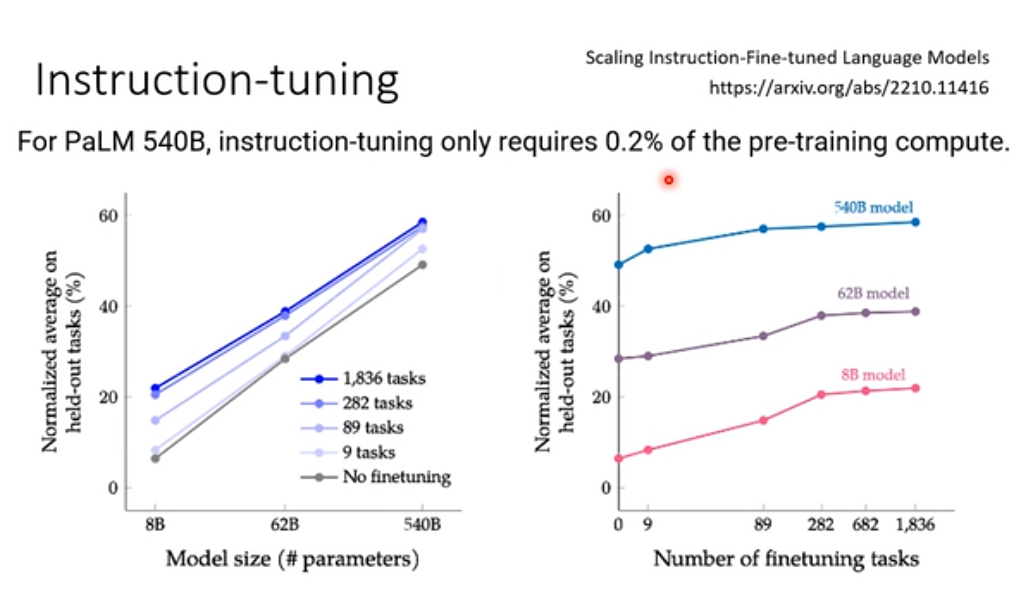 Instruction-tuning
Scaling Instruction-Fine-tuned Language Models
https://arxiv.org/abs/2210.11416
For PaLM 540B, instruction-tuning only requires 0.2% of the pre-training compute.
Normalized average on
held-out tasks (%)
60
40
20
0
1,836 tasks
282 tasks
89 tasks
9 tasks
No finetuning
8B
62B
540B
Model size (# parameters)
Normalized average on
held-out tasks (%)
60
40
20
0
540B model
62B model
8B model
0
9
89
282
682
1,836
Number of finetuning tasks